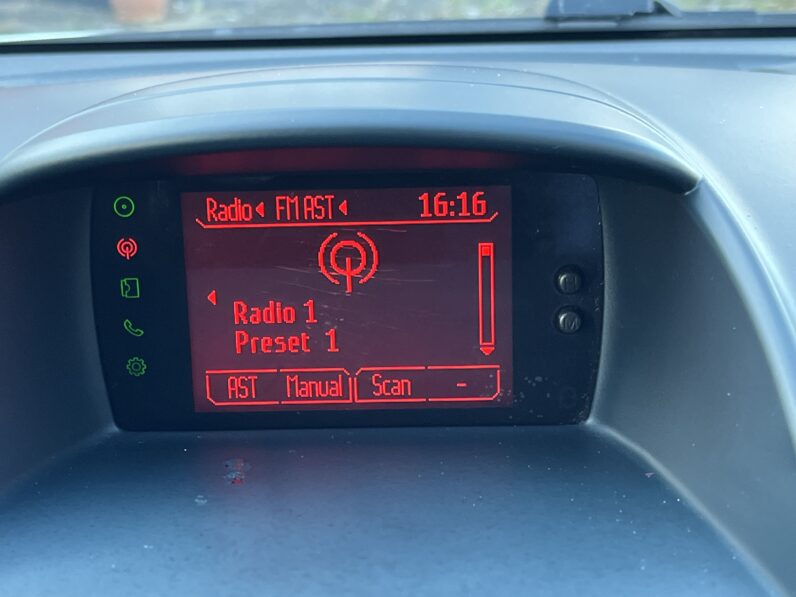 Radio FM AST 16:16
Radio 1
Preset 1
AST Manual Scan -
H
M